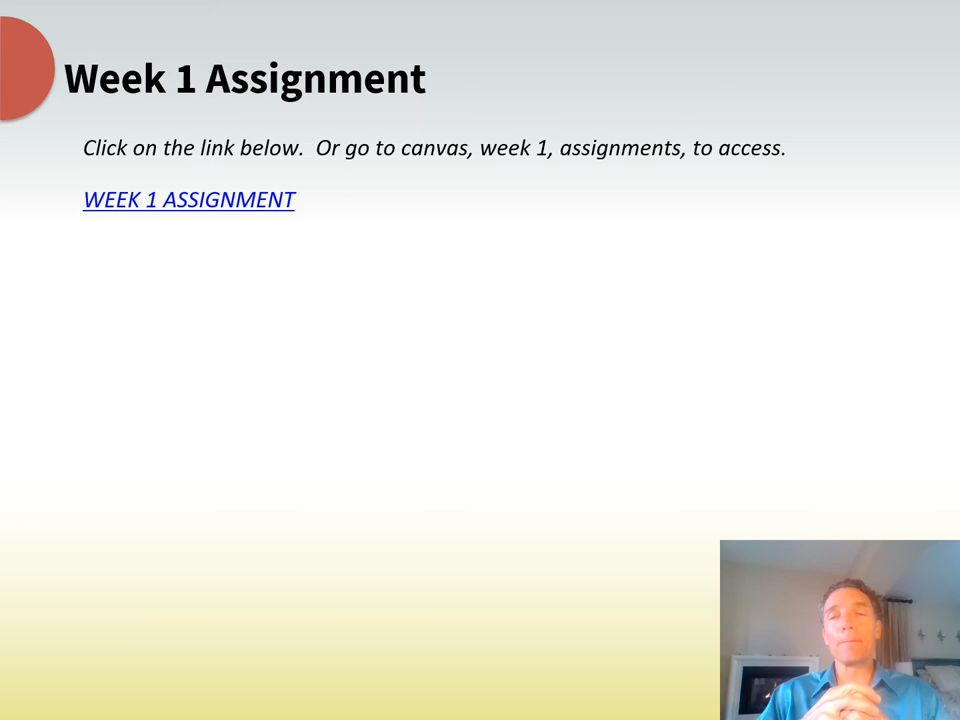 Week 1 Assignment
Click on the link below.  Or go to canvas, week 1, assignments, to access.
WEEK 1 ASSIGNMENT